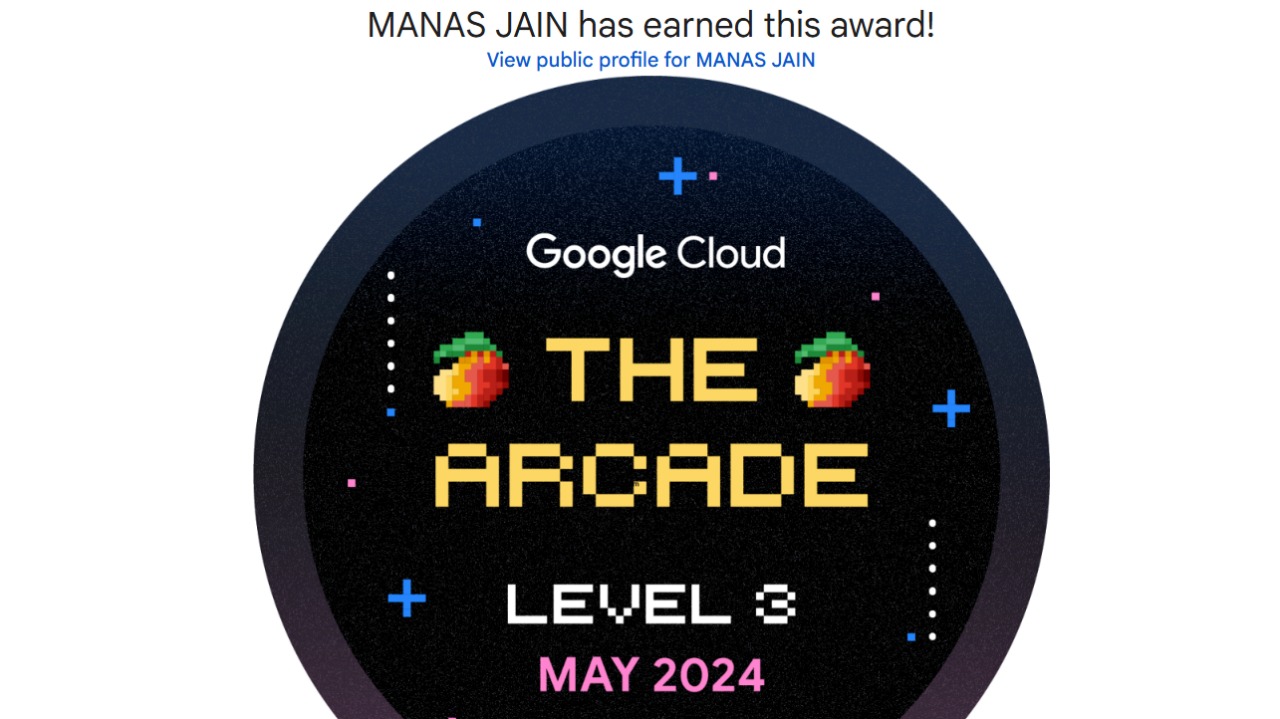 MANAS JAIN has earned this award!
View public profile for MANAS JAIN
Google Cloud
THE
ARCADE
LEVEL 3
MAY 2024